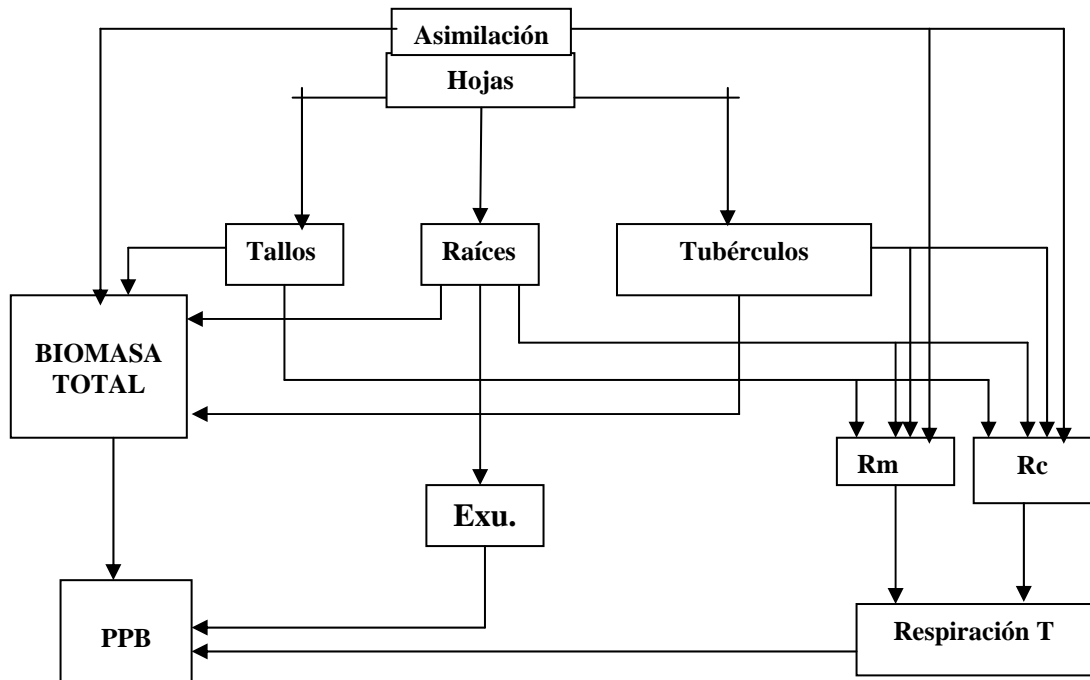 Asimilación
Hojas
Tallos
Raíces
Tubérculos
BIOMASA
TOTAL
Rm
Rc
Exu.
PPB
Respiración T